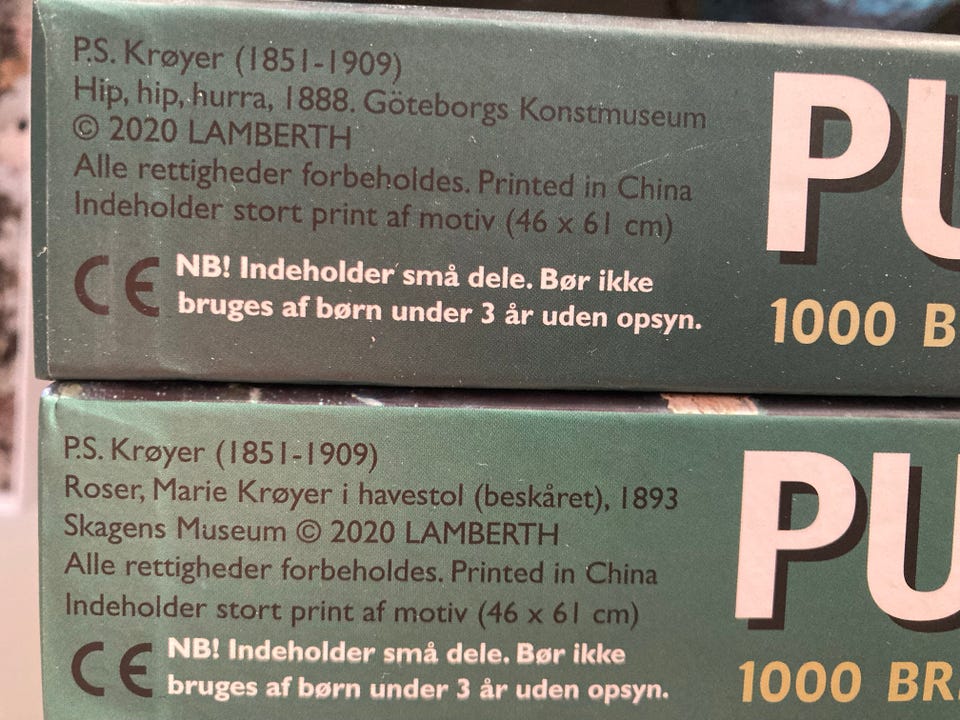 P.S. Krøyer (1851-1909)
Hip, hip, hurra, 1888. Göteborgs Konstmuseum
© 2020 LAMBERTH
Alle rettigheder forbeholdes. Printed in China
Indeholder stort print af motiv (46 x 61 cm)
CE NB! Indeholder små dele. Bør ikke
bruges af børn under 3 år uden opsyn.
PU
1000 B
P.S. Krøyer (1851-1909)
Roser, Marie Krøyer i havestol (beskåret), 1893
Skagens Museum © 2020 LAMBERTH
Alle rettigheder forbeholdes. Printed in China
Indeholder stort print af motiv (46 x 61 cm)
CE NB! Indeholder små dele. Bør ikke
bruges af børn under 3 år uden opsyn.
PU
1000 BR